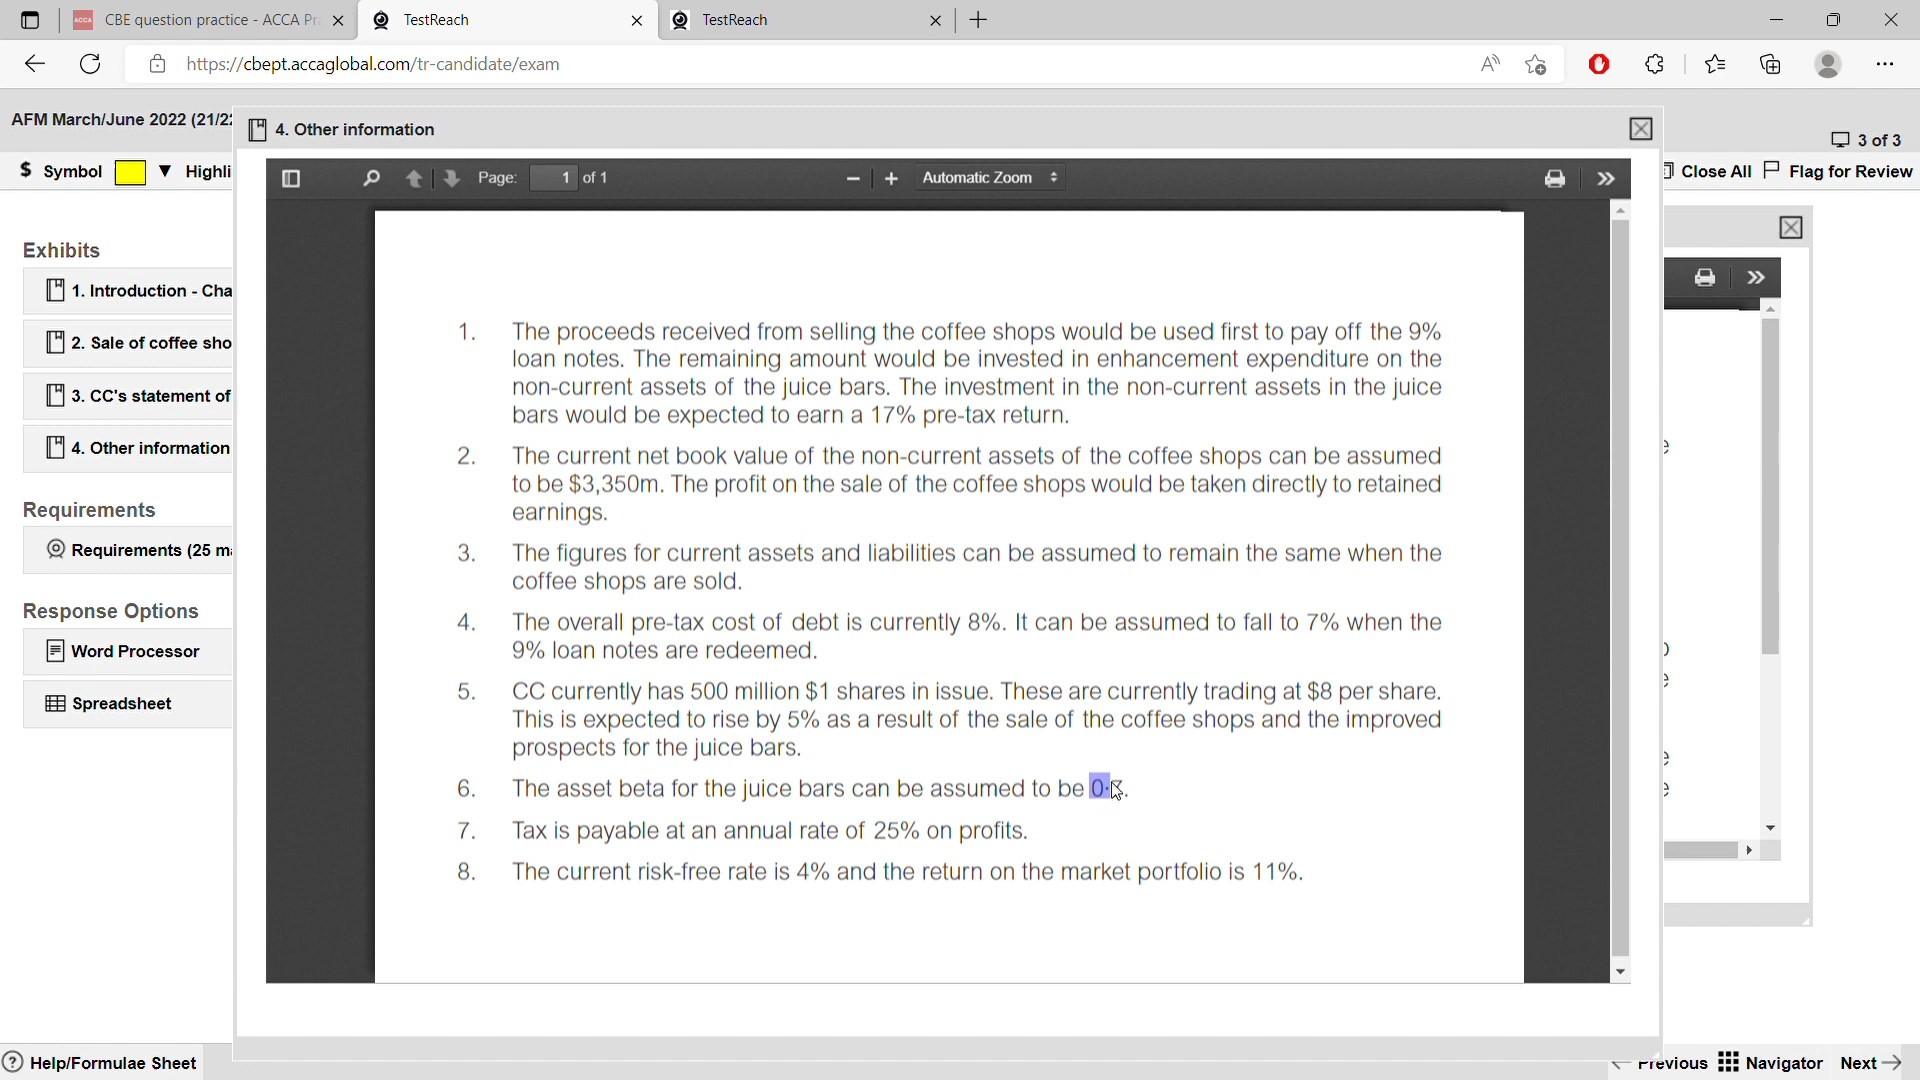 CBE question practice - ACCA Pr
TestReach
TestReach
https://cbept.accaglobal.com/tr-candidate/exam
AFM March/June 2022 (21/22
4. Other information
3 of 3
$ Symbol
Highli
Close All
Flag for Review
Page: 1 of 1
Automatic Zoom
Exhibits
1. Introduction - Cha
2. Sale of coffee sho
3. CC's statement of
4. Other information
Requirements
Requirements (25 ma
Response Options
Word Processor
Spreadsheet
1. The proceeds received from selling the coffee shops would be used first to pay off the 9%
loan notes. The remaining amount would be invested in enhancement expenditure on the
non-current assets of the juice bars. The investment in the non-current assets in the juice
bars would be expected to earn a 17% pre-tax return.
2. The current net book value of the non-current assets of the coffee shops can be assumed
to be $3,350m. The profit on the sale of the coffee shops would be taken directly to retained
earnings.
3. The figures for current assets and liabilities can be assumed to remain the same when the
coffee shops are sold.
4. The overall pre-tax cost of debt is currently 8%. It can be assumed to fall to 7% when the
9% loan notes are redeemed.
5. CC currently has 500 million $1 shares in issue. These are currently trading at $8 per share.
This is expected to rise by 5% as a result of the sale of the coffee shops and the improved
prospects for the juice bars.
6. The asset beta for the juice bars can be assumed to be
7. Tax is payable at an annual rate of 25% on profits.
8. The current risk-free rate is 4% and the return on the market portfolio is 11%.
Help/Formulae Sheet
Previous
Navigator
Next